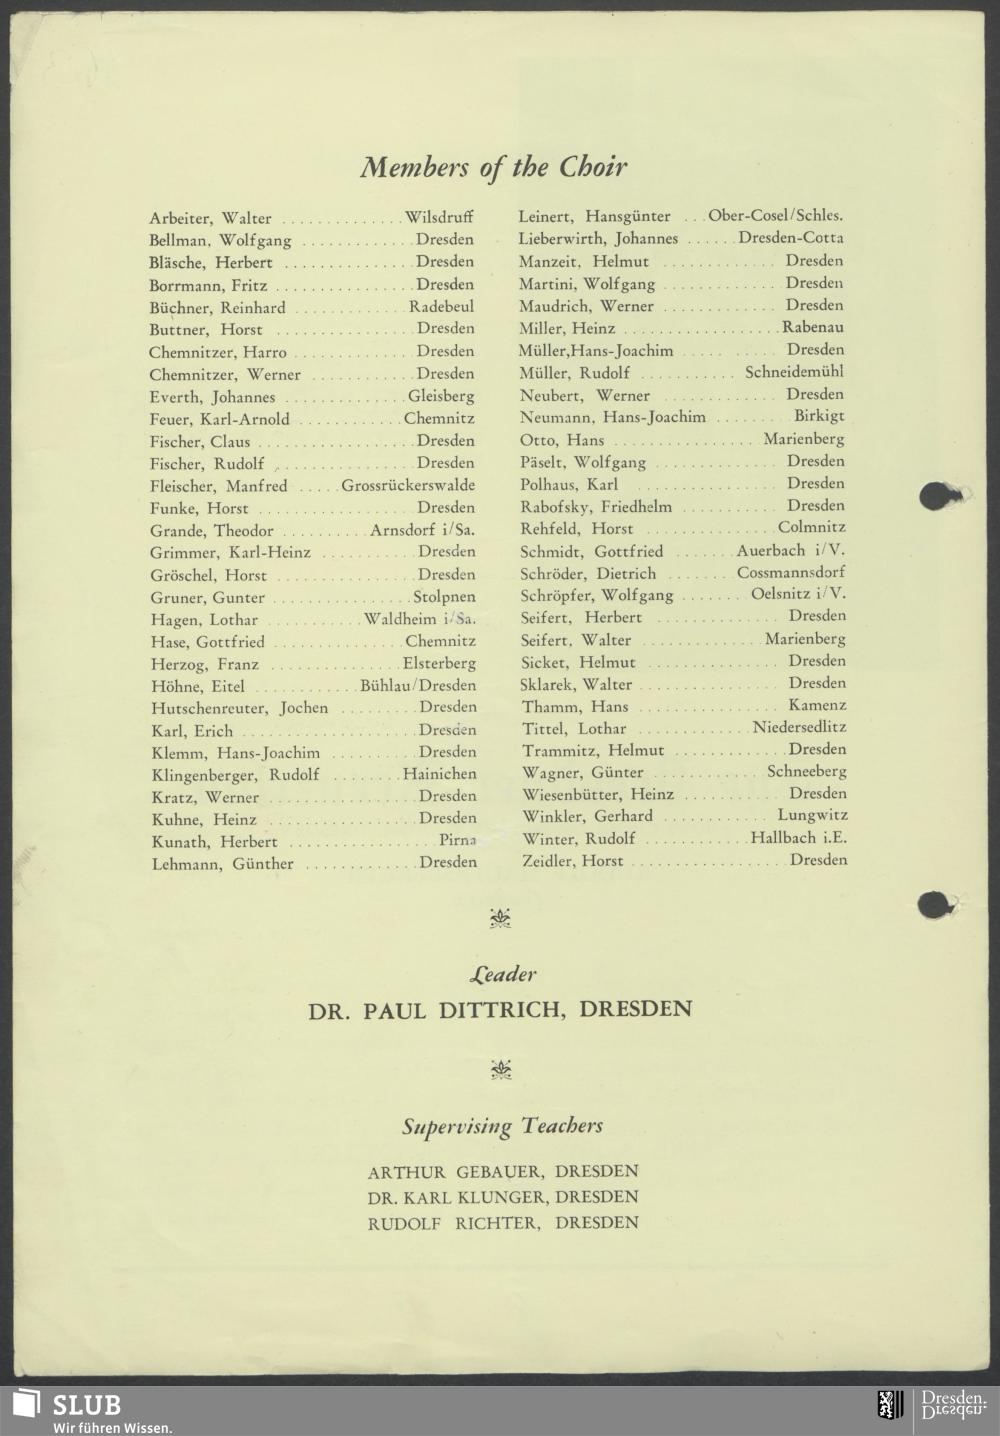 Members of the Choir
Arbeiter, Walter . . . . . . . . . . . . . . Wilsdruff
Bellman, Wolfgang . . . . . . . . . . . . . Dresden
Bläsche, Herbert . . . . . . . . . . . . . . . Dresden
Borrmann, Fritz . . . . . . . . . . . . . . . . Dresden
Büchner, Reinhard . . . . . . . . . . . . . Radebeul
Buttner, Horst . . . . . . . . . . . . . . . . Dresden
Chemnitzer, Harro . . . . . . . . . . . . . . Dresden
Chemnitzer, Werner . . . . . . . . . . . . Dresden
Everth, Johannes . . . . . . . . . . . . . . Gleisberg
Feuer, Karl-Arnold . . . . . . . . . . . . Chemnitz
Fischer, Claus . . . . . . . . . . . . . . . . . . Dresden
Fischer, Rudolf . . . . . . . . . . . . . . . . Dresden
Fleischer, Manfred . . . . . Grossrückerswalde
Funke, Horst . . . . . . . . . . . . . . . . . . . Dresden
Grande, Theodor . . . . . . . . . . Arnsdorf i/Sa.
Grimmer, Karl-Heinz . . . . . . . . . . . Dresden
Gröschel, Horst . . . . . . . . . . . . . . . . Dresden
Gruner, Gunter . . . . . . . . . . . . . . . . Stolpnen
Hagen, Lothar . . . . . . . . . . . Waldheim i/Sa.
Hase, Gottfried . . . . . . . . . . . . . . . Chemnitz
Herzog, Franz . . . . . . . . . . . . . . . Elsterberg
Höhne, Eitel . . . . . . . . . . . . Bühlau/Dresden
Hutschenreuter, Jochen . . . . . . . . . Dresden
Karl, Erich . . . . . . . . . . . . . . . . . . . . Dresden
Klemm, Hans-Joachim . . . . . . . . . . Dresden
Klingenberger, Rudolf . . . . . . . . Hainichen
Kratz, Werner . . . . . . . . . . . . . . . . . Dresden
Kuhne, Heinz . . . . . . . . . . . . . . . . . Dresden
Kunath, Herbert . . . . . . . . . . . . . . . . . Pirna
Lehmann, Günther . . . . . . . . . . . . . Dresden
Leinert, Hansgünter . . . Ober-Cosel/Schles.
Lieberwirth, Johannes . . . . . . Dresden-Cotta
Manzeit, Helmut . . . . . . . . . . . . . Dresden
Martini, Wolfgang . . . . . . . . . . . . . . Dresden
Maudrich, Werner . . . . . . . . . . . . . Dresden
Miller, Heinz . . . . . . . . . . . . . . . . . . Rabenau
Müller,Hans-Joachim . . . . . . . . . . Dresden
Müller, Rudolf . . . . . . . . . . . Schneidemühl
Neubert, Werner . . . . . . . . . . . . . . Dresden
Neumann, Hans-Joachim . . . . . . . . . Birkigt
Otto, Hans . . . . . . . . . . . . . . . . Marienberg
Päselt, Wolfgang . . . . . . . . . . . . . . Dresden
Polhaus, Karl . . . . . . . . . . . . . . . . Dresden
Rabofsky, Friedhelm . . . . . . . . . . . . Dresden
Rehfeld, Horst . . . . . . . . . . . . . . . Colmnitz
Schmidt, Gottfried . . . . . . . Auerbach i/V.
Schröder, Dietrich . . . . . . . . Cossmannsdorf
Schröpfer, Wolfgang . . . . . . . Oelsnitz i/V.
Seifert, Herbert . . . . . . . . . . . . . Dresden
Seifert, Walter . . . . . . . . . . . . . . Marienberg
Sicket, Helmut . . . . . . . . . . . . . . . Dresden
Sklarek, Walter . . . . . . . . . . . . . . . . Dresden
Thamm, Hans . . . . . . . . . . . . . . . . Kamenz
Tittel, Lothar . . . . . . . . . . . . . Niedersedlitz
Trammitz, Helmut . . . . . . . . . . . . . Dresden
Wagner, Günter . . . . . . . . . . . . . Schneeberg
Wiesenbütter, Heinz . . . . . . . . . . . Dresden
Winkler, Gerhard . . . . . . . . . . . . Lungwitz
Winter, Rudolf . . . . . . . . . . . . Hallbach i.E.
Zeidler, Horst . . . . . . . . . . . . . . . . . . Dresden
Leader
DR. PAUL DITTRICH, DRESDEN
Supervising Teachers
ARTHUR GEBAUER, DRESDEN
DR. KARL KLUNGER, DRESDEN
RUDOLF RICHTER, DRESDEN
SLUB
Wir führen Wissen.
Dresden.
Dresden.